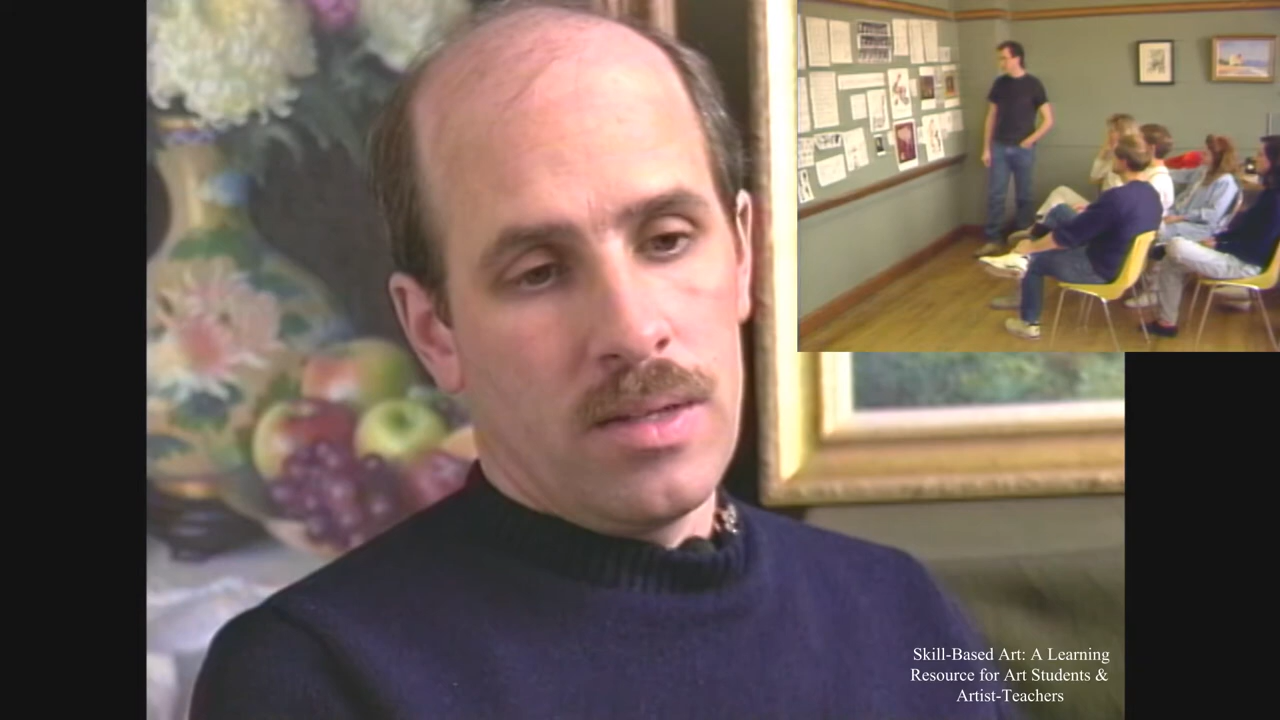 Skill-Based Art: A Learning
Resource for Art Students &
Artist-Teachers